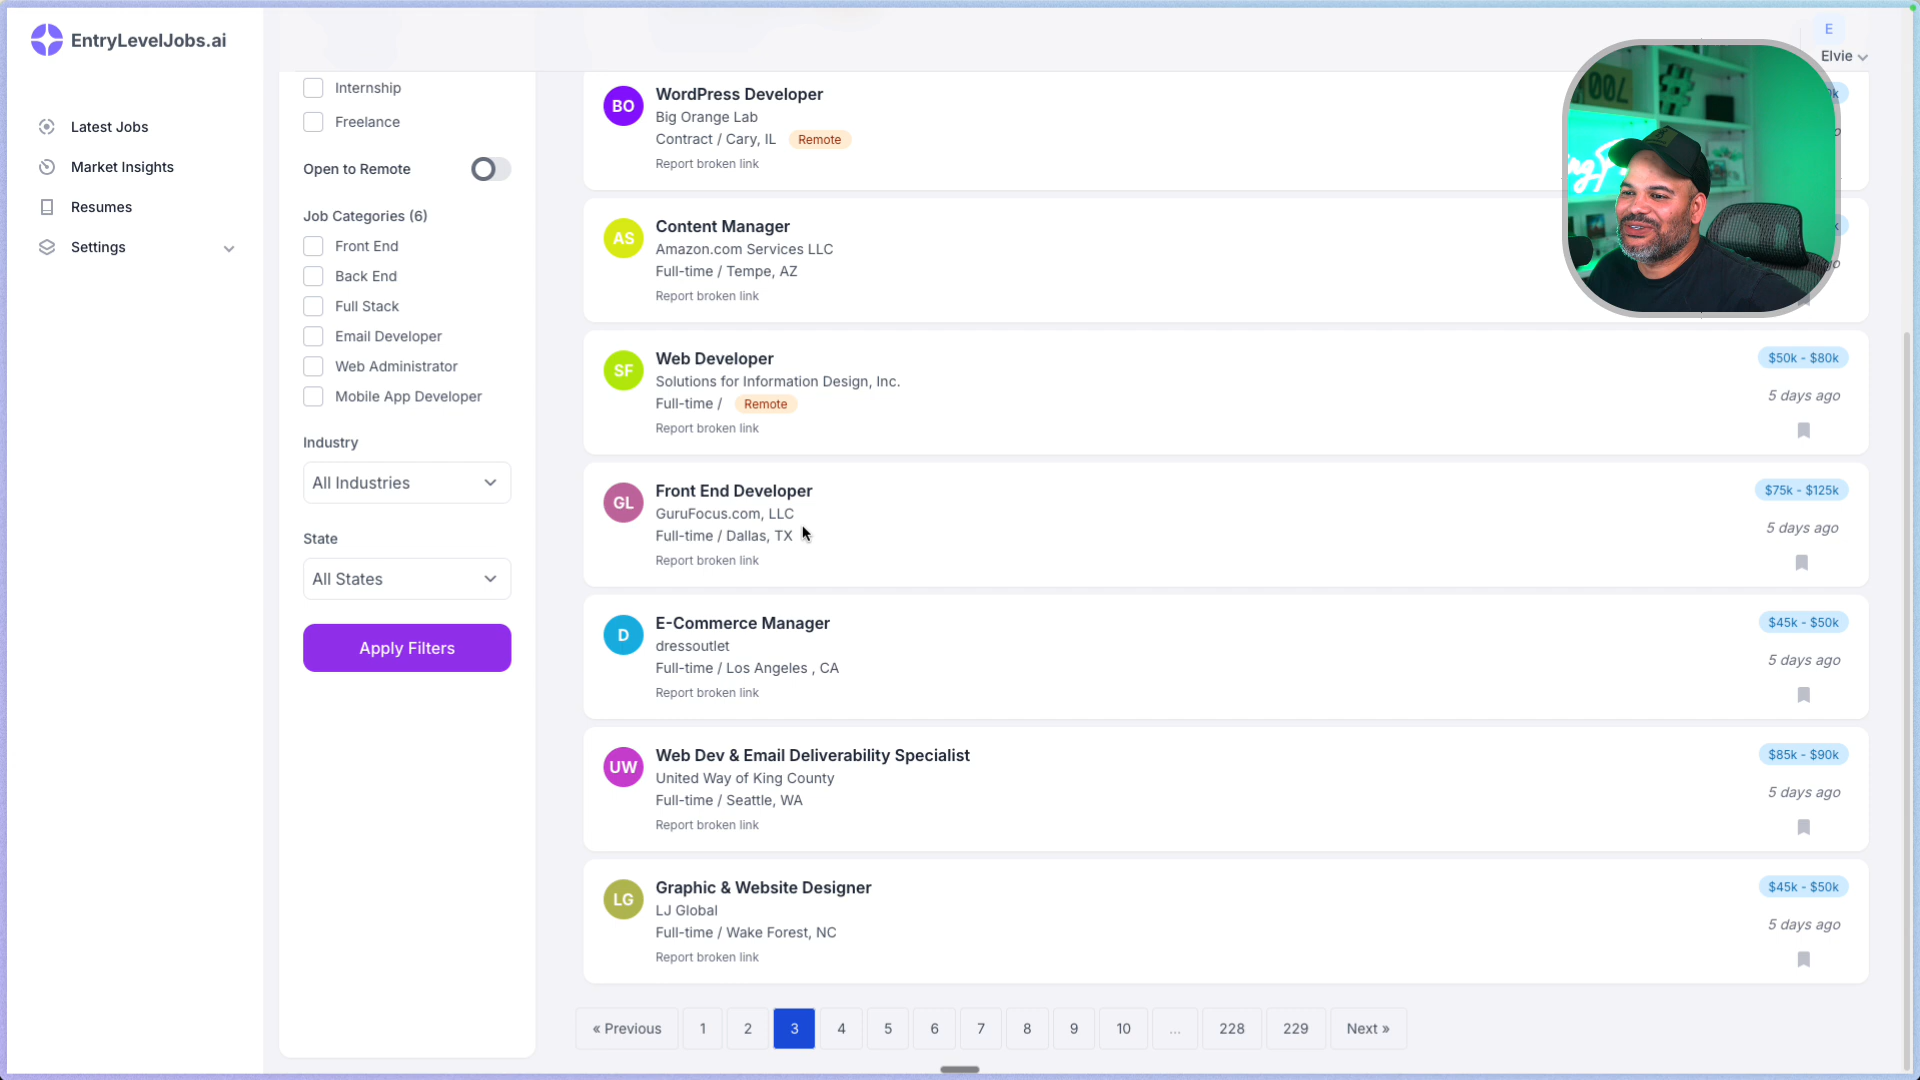 EntryLevelJobs.ai
Latest Jobs
Market Insights
Resumes
Settings
Internship
Freelance
Open to Remote
Job Categories (6)
Front End
Back End
Full Stack
Email Developer
Web Administrator
Mobile App Developer
Industry
All Industries
State
All States
Apply Filters
E
Elvie
BO
WordPress Developer
Big Orange Lab
Contract / Cary, IL Remote
Report broken link
AS
Content Manager
Amazon.com Services LLC
Full-time / Tempe, AZ
Report broken link
SF
Web Developer
Solutions for Information Design, Inc.
Full-time / Remote
Report broken link
$50k - $80k
5 days ago
GL
Front End Developer
GuruFocus.com, LLC
Full-time / Dallas, TX
Report broken link
$75k - $125k
5 days ago
D
E-Commerce Manager
dressoutlet
Full-time / Los Angeles , CA
Report broken link
$45k - $50k
5 days ago
UW
Web Dev & Email Deliverability Specialist
United Way of King County
Full-time / Seattle, WA
Report broken link
$85k - $90k
5 days ago
LG
Graphic & Website Designer
LJ Global
Full-time / Wake Forest, NC
Report broken link
$45k - $50k
5 days ago
« Previous 1 2 3 4 5 6 7 8 9 10 ... 228 229 Next »